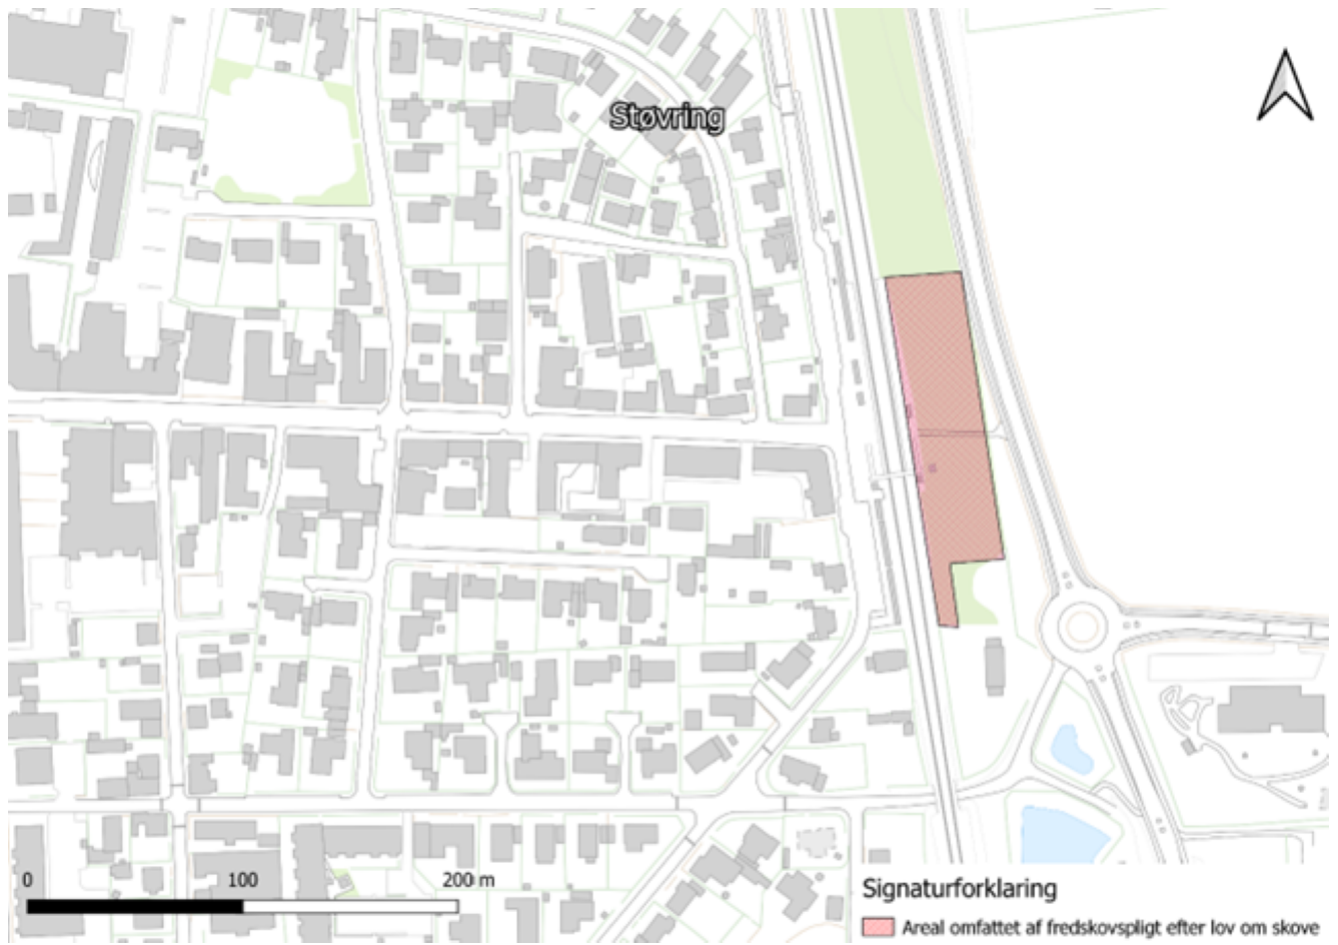 Støvring
0 100 200 m
Signaturforklaring
Areal omfattet af fredskovspligt efter lov om skove